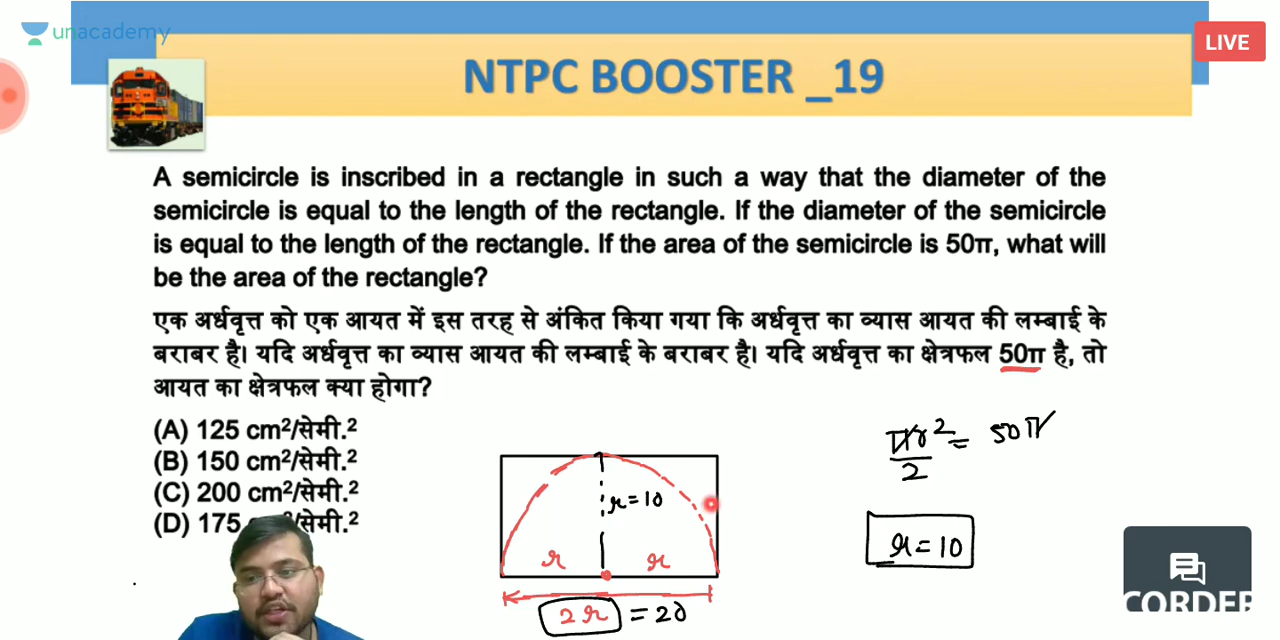 unacademy
LIVE
NTPC BOOSTER _19
A semicircle is inscribed in a rectangle in such a way that the diameter of the
semicircle is equal to the length of the rectangle. If the diameter of the semicircle
is equal to the length of the rectangle. If the area of the semicircle is 50π, what will
be the area of the rectangle?
एक अर्धवृत्त को एक आयत में इस तरह से अंकित किया गया कि अर्धवृत्त का व्यास आयत की लम्बाई के
बराबर है। यदि अर्धवृत्त का व्यास आयत की लम्बाई के बराबर है। यदि अर्धवृत्त का क्षेत्रफल 50π है, तो
आयत का क्षेत्रफल क्या होगा?
(A) 125 cm²/सेमी.²
(B) 150 cm²/सेमी.²
(C) 200 cm²/सेमी.²
(D) 175 /सेमी.²
πr²/2 = 50π
r=10
r r
2r = 20
r=10
CORDER